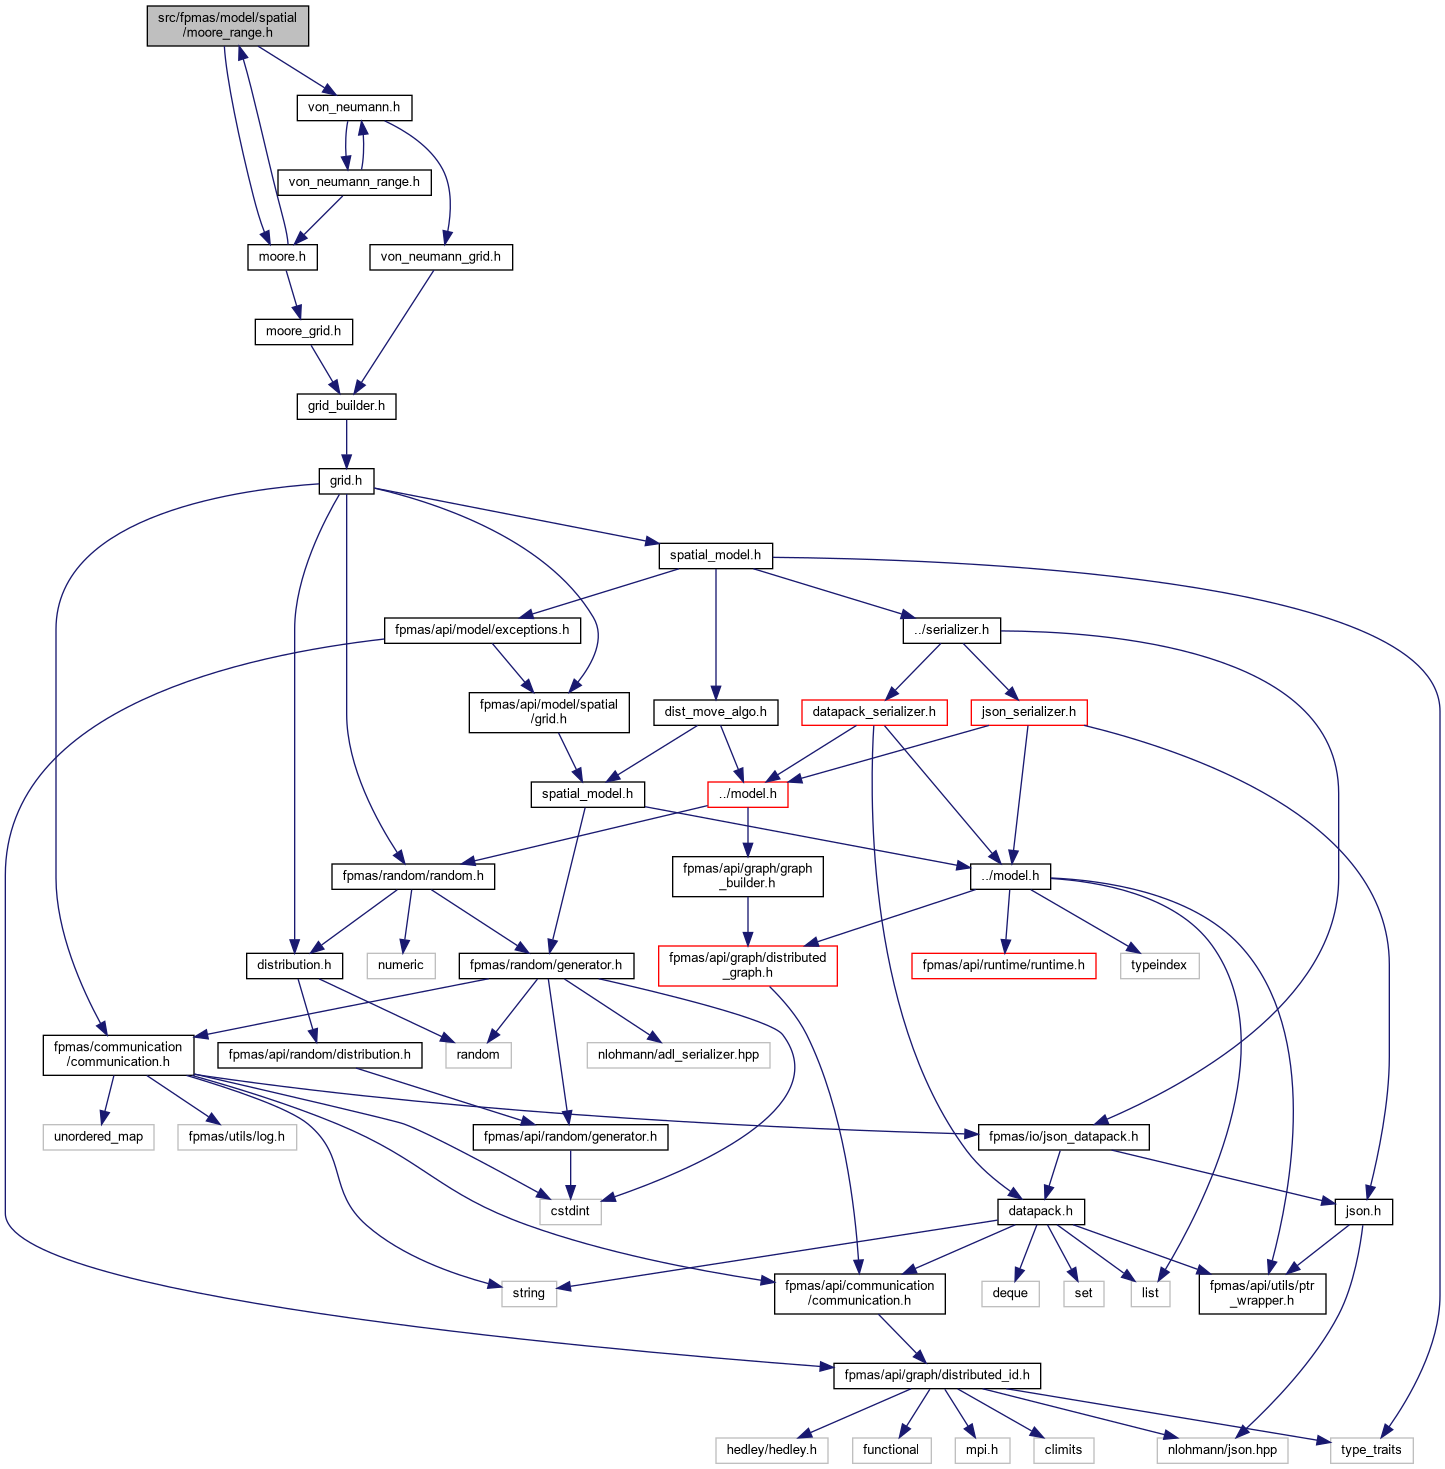 src/fpmas/model/spatial
/moore_range.h
von_neumann.h
von_neumann_range.h
moore.h
von_neumann_grid.h
moore_grid.h
grid_builder.h
grid.h
spatial_model.h
fpmas/api/model/exceptions.h
../serializer.h
fpmas/api/model/spatial
/grid.h
dist_move_algo.h
datapack_serializer.h
json_serializer.h
spatial_model.h
../model.h
fpmas/random/random.h
fpmas/api/graph/graph
_builder.h
../model.h
distribution.h
numeric
fpmas/random/generator.h
fpmas/api/graph/distributed
_graph.h
fpmas/api/runtime/runtime.h
typeindex
fpmas/communication
/communication.h
fpmas/api/random/distribution.h
random
nlohmann/adl_serializer.hpp
unordered_map
fpmas/utils/log.h
fpmas/api/random/generator.h
fpmas/io/json_datapack.h
cstdint
datapack.h
json.h
string
fpmas/api/communication
/communication.h
deque
set
list
fpmas/api/utils/ptr
_wrapper.h
fpmas/api/graph/distributed_id.h
hedley/hedley.h
functional
mpi.h
climits
nlohmann/json.hpp
type_traits